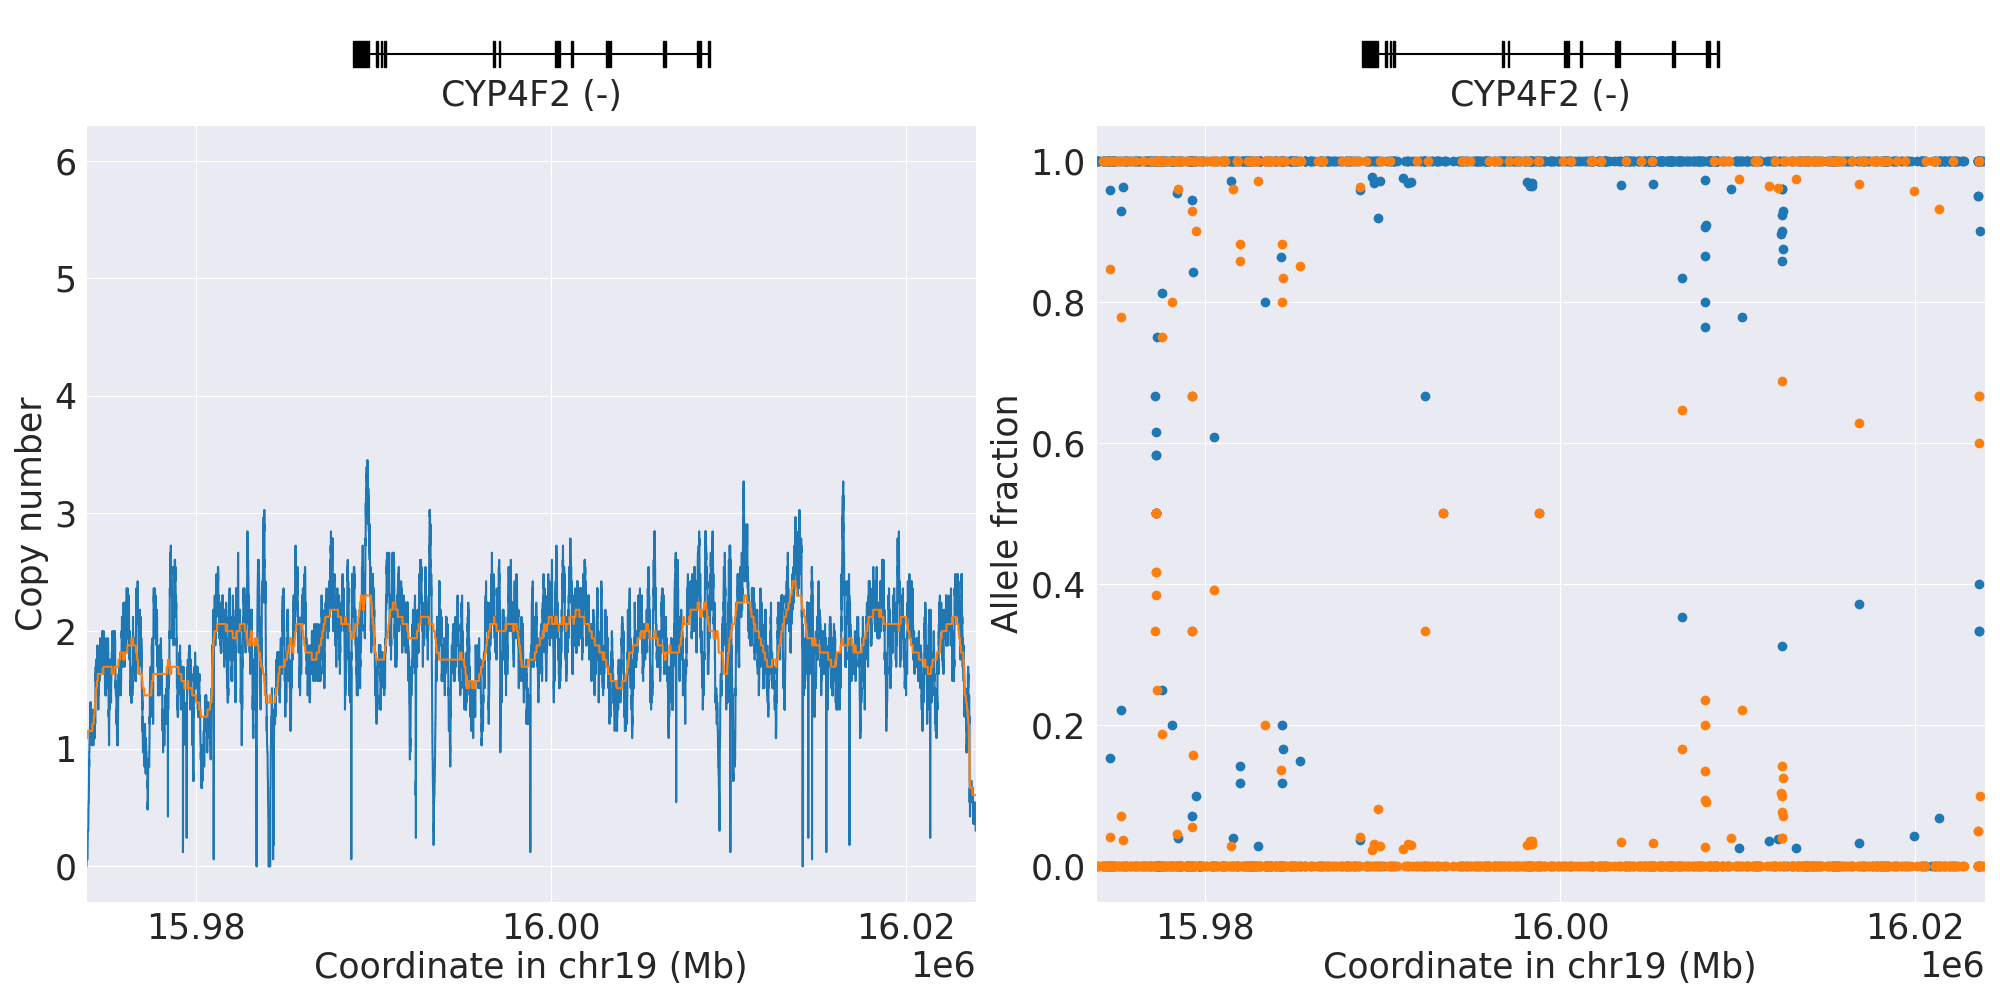 CYP4F2 (-)
Copy number
6
5
4
3
2
1
0
15.98
16.00
16.02
Coordinate in chr19 (Mb)
1e6
CYP4F2 (-)
Allele fraction
1.0
0.8
0.6
0.4
0.2
0.0
15.98
16.00
16.02
Coordinate in chr19 (Mb)
1e6